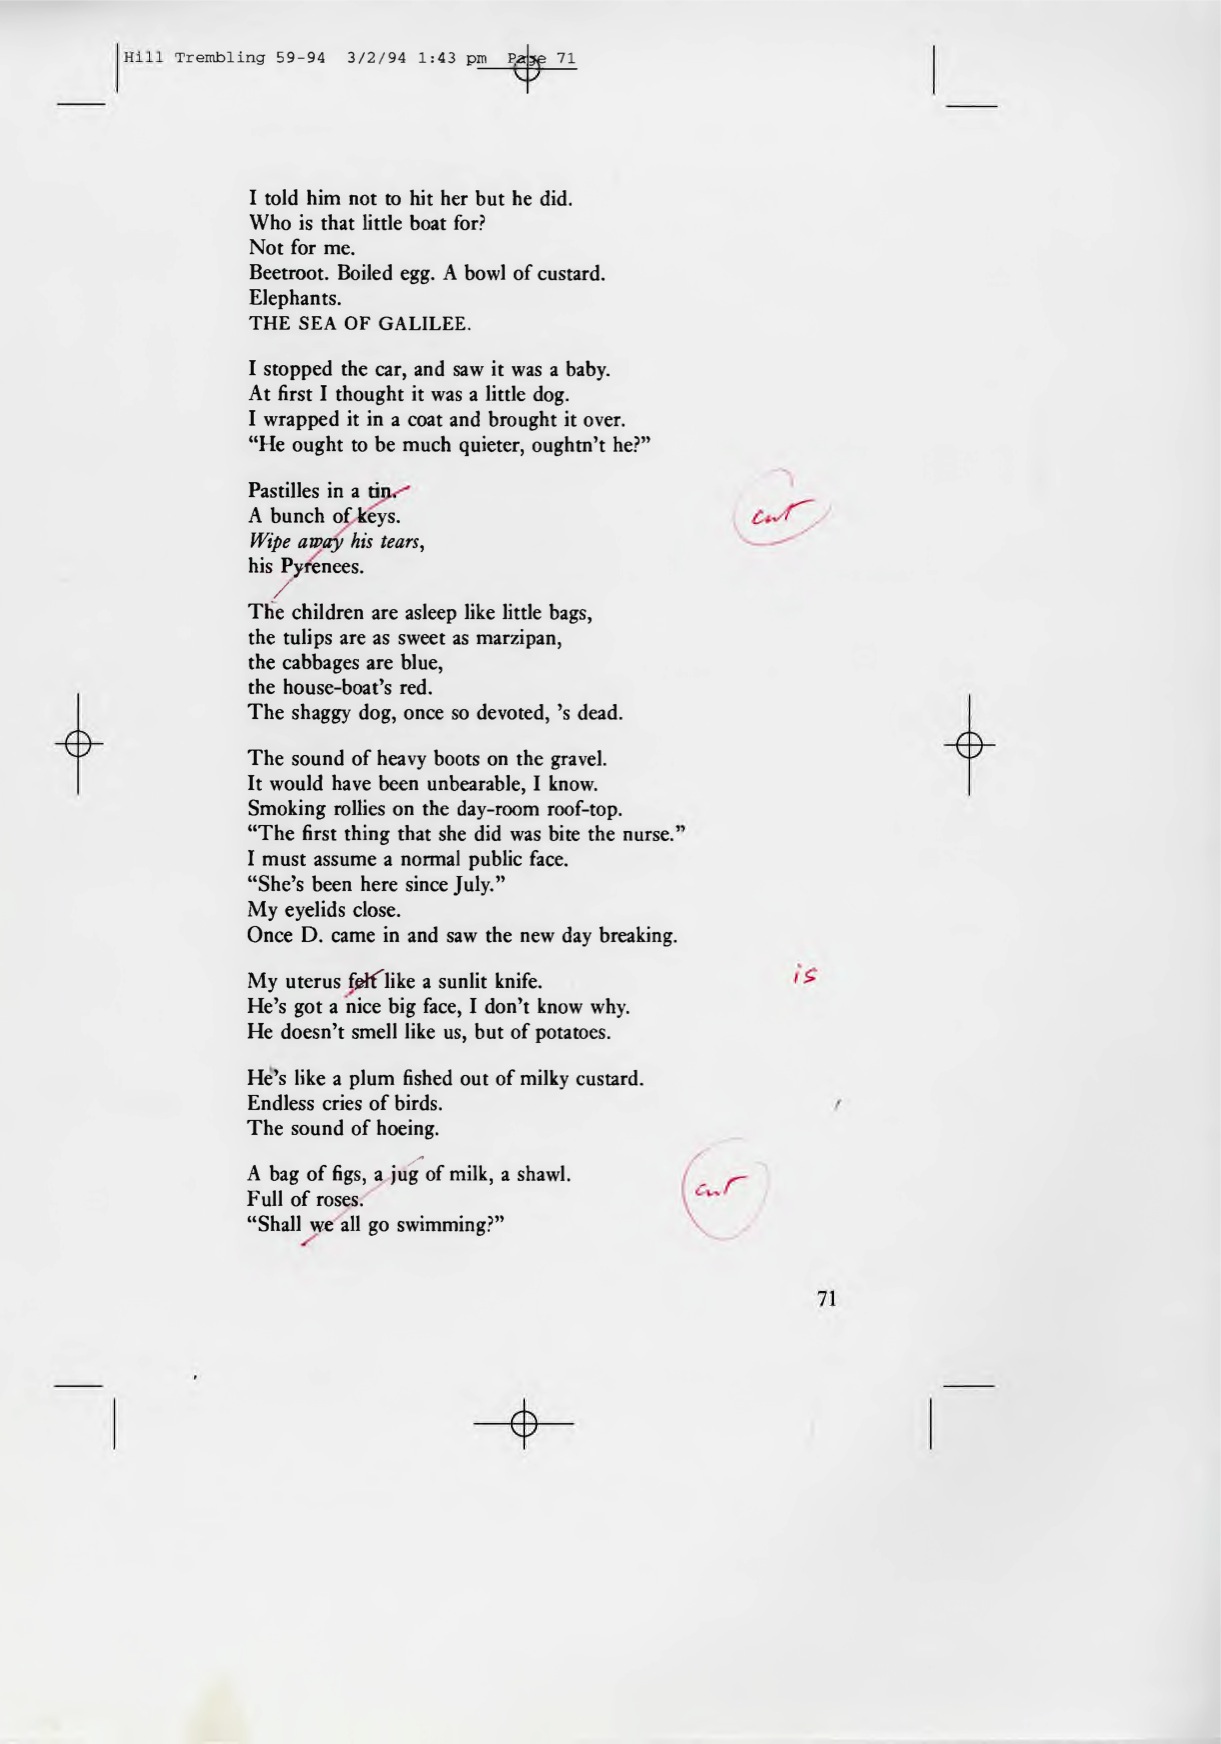 Hill Trembling 59-94 3/2/94 1:43 pm Page 71
I told him not to hit her but he did.
Who is that little boat for?
Not for me.
Beetroot. Boiled egg. A bowl of custard.
Elephants.
THE SEA OF GALILEE.
I stopped the car, and saw it was a baby.
At first I thought it was a little dog.
I wrapped it in a coat and brought it over.
“He ought to be much quieter, oughtn’t he?”
Pastilles in a tin.
A bunch of keys.
cut
Wipe away his tears,
his Pyrenees.
The children are asleep like little bags,
the tulips are as sweet as marzipan,
the cabbages are blue,
the house-boat’s red.
The shaggy dog, once so devoted, ’s dead.
The sound of heavy boots on the gravel.
It would have been unbearable, I know.
Smoking rollies on the day-room roof-top.
“The first thing that she did was bite the nurse.”
I must assume a normal public face.
“She’s been here since July.”
My eyelids close.
Once D. came in and saw the new day breaking.
My uterus felt like a sunlit knife.
is
He’s got a nice big face, I don’t know why.
He doesn’t smell like us, but of potatoes.
He’s like a plum fished out of milky custard.
Endless cries of birds.
The sound of hoeing.
A bag of figs, a jug of milk, a shawl.
cut
Full of roses.
“Shall we all go swimming?”
71